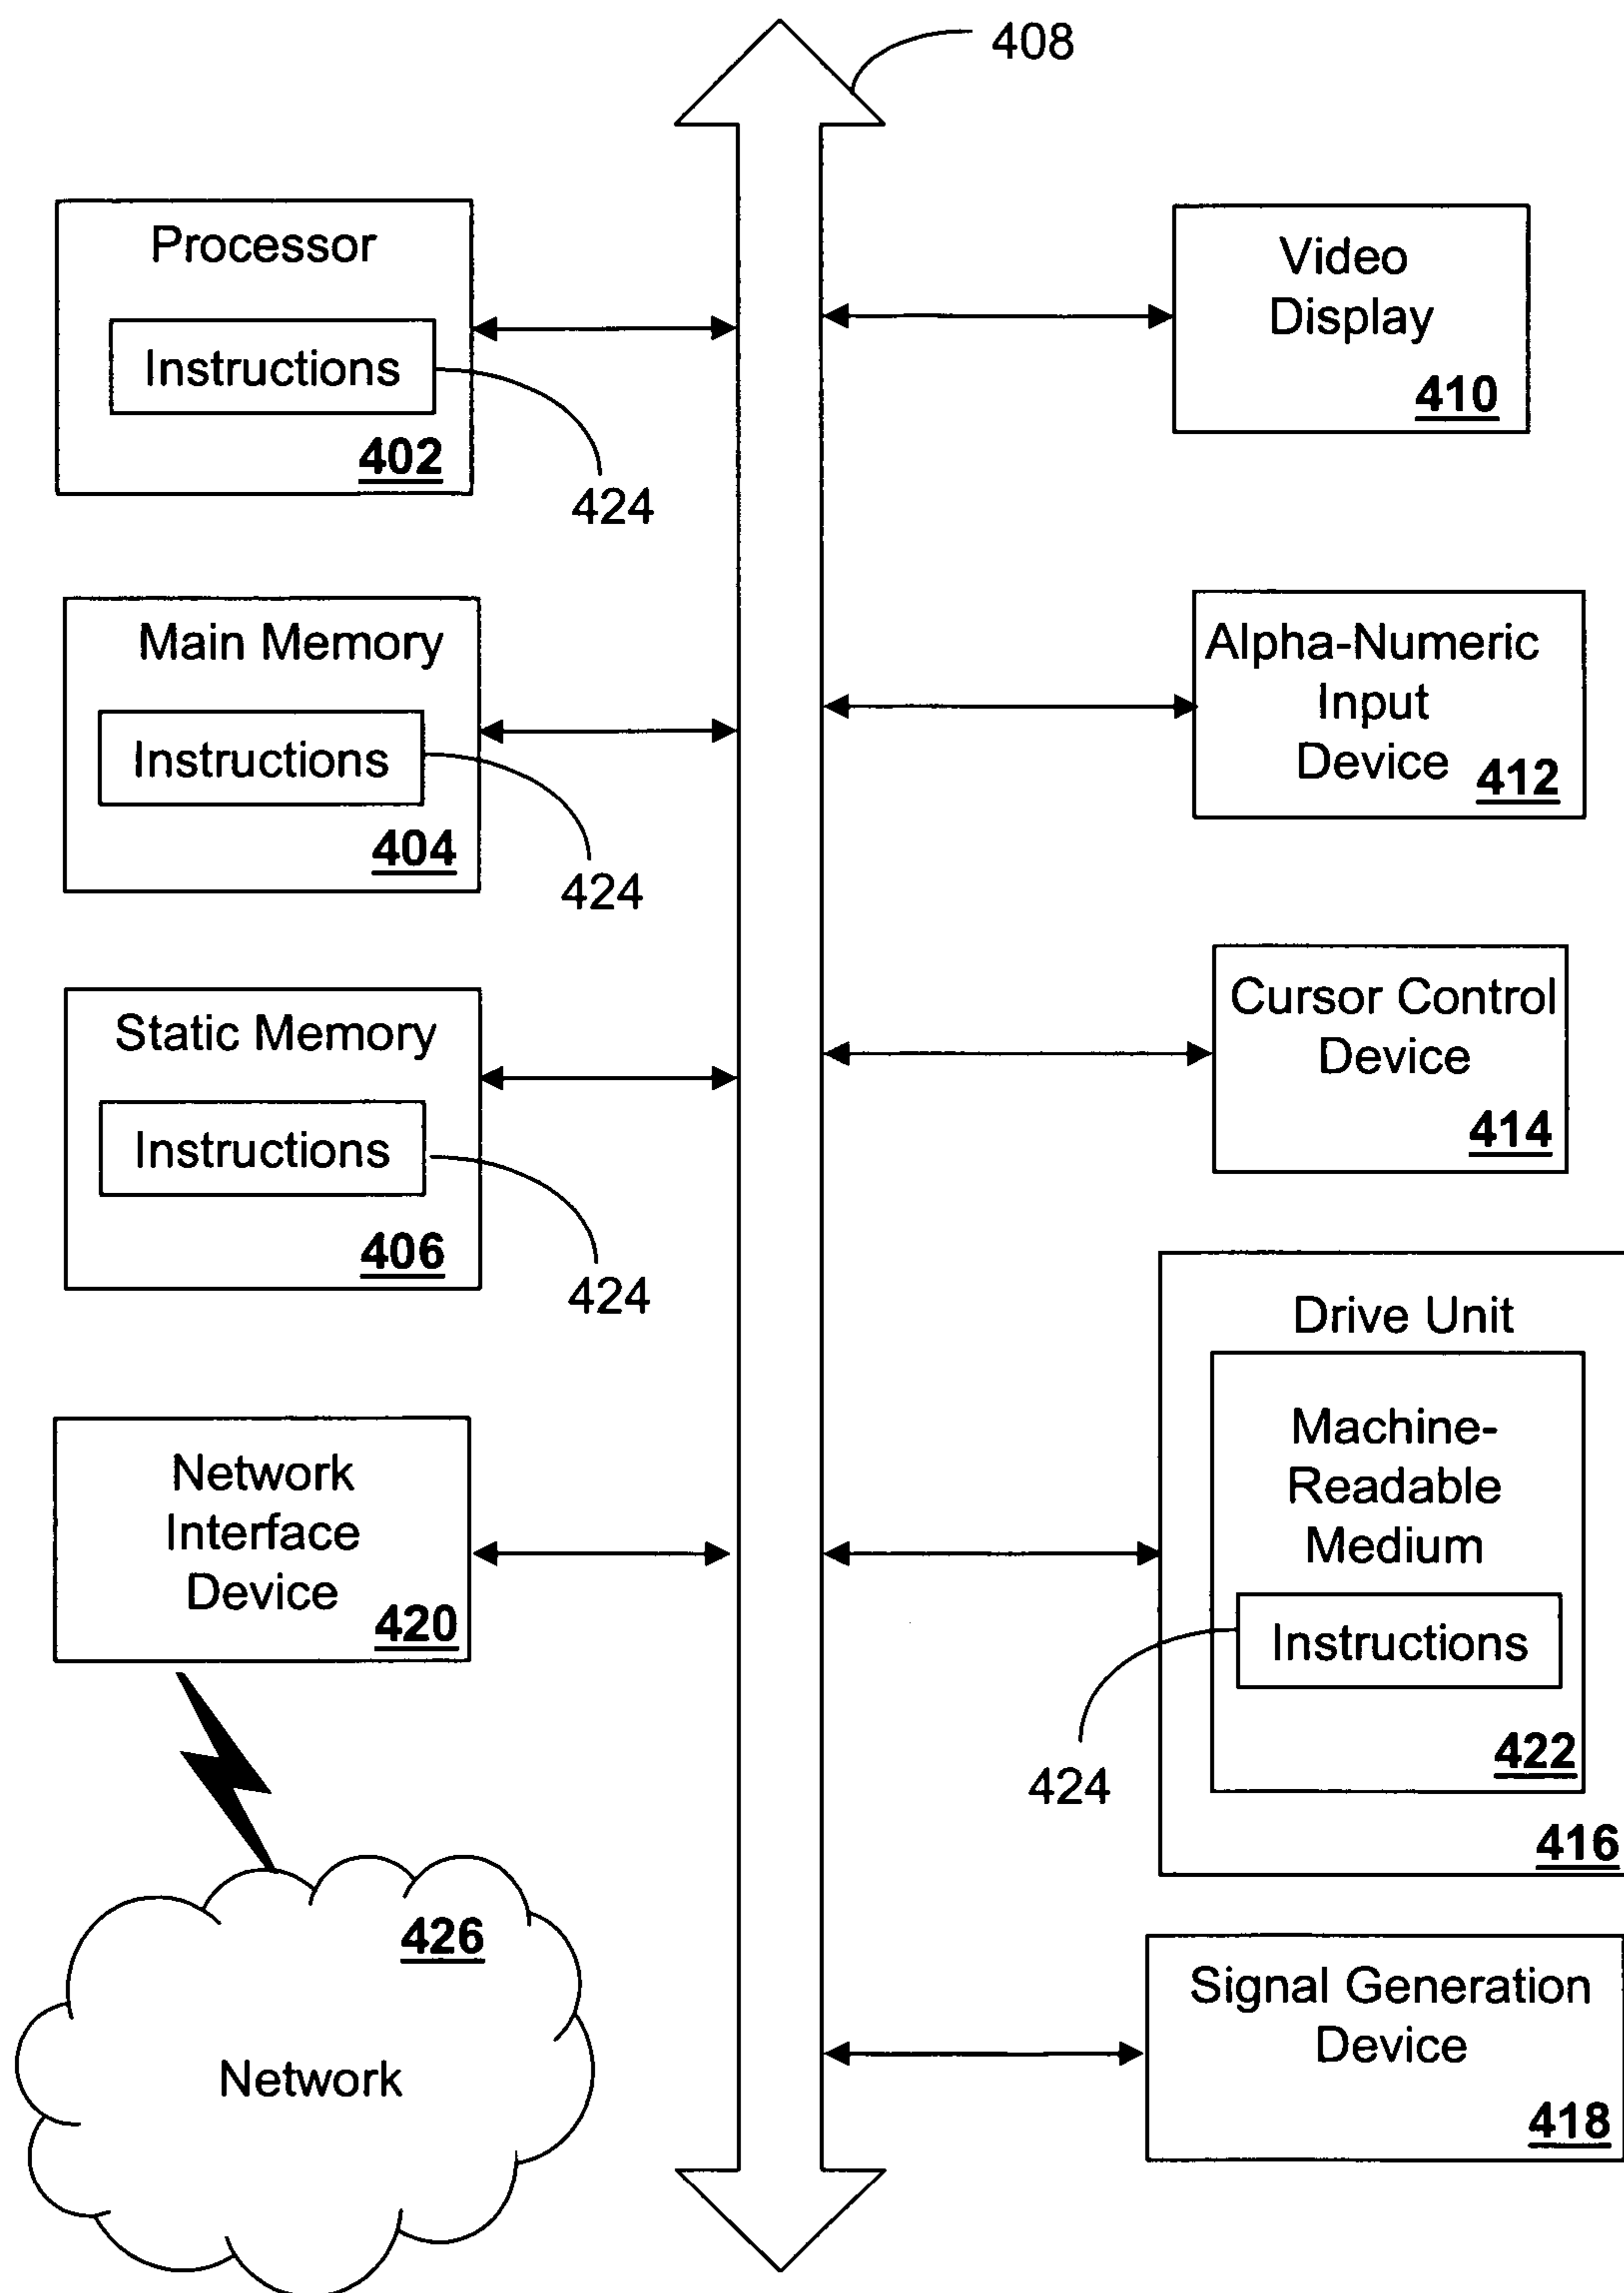 408
Processor
Instructions
402
424
Main Memory
Instructions
404
424
Static Memory
Instructions
406
424
Network
Interface
Device
420
426
Network
Video
Display
410
Alpha-Numeric
Input
Device
412
Cursor Control
Device
414
Drive Unit
Machine-
Readable
Medium
Instructions
422
424
416
Signal Generation
Device
418